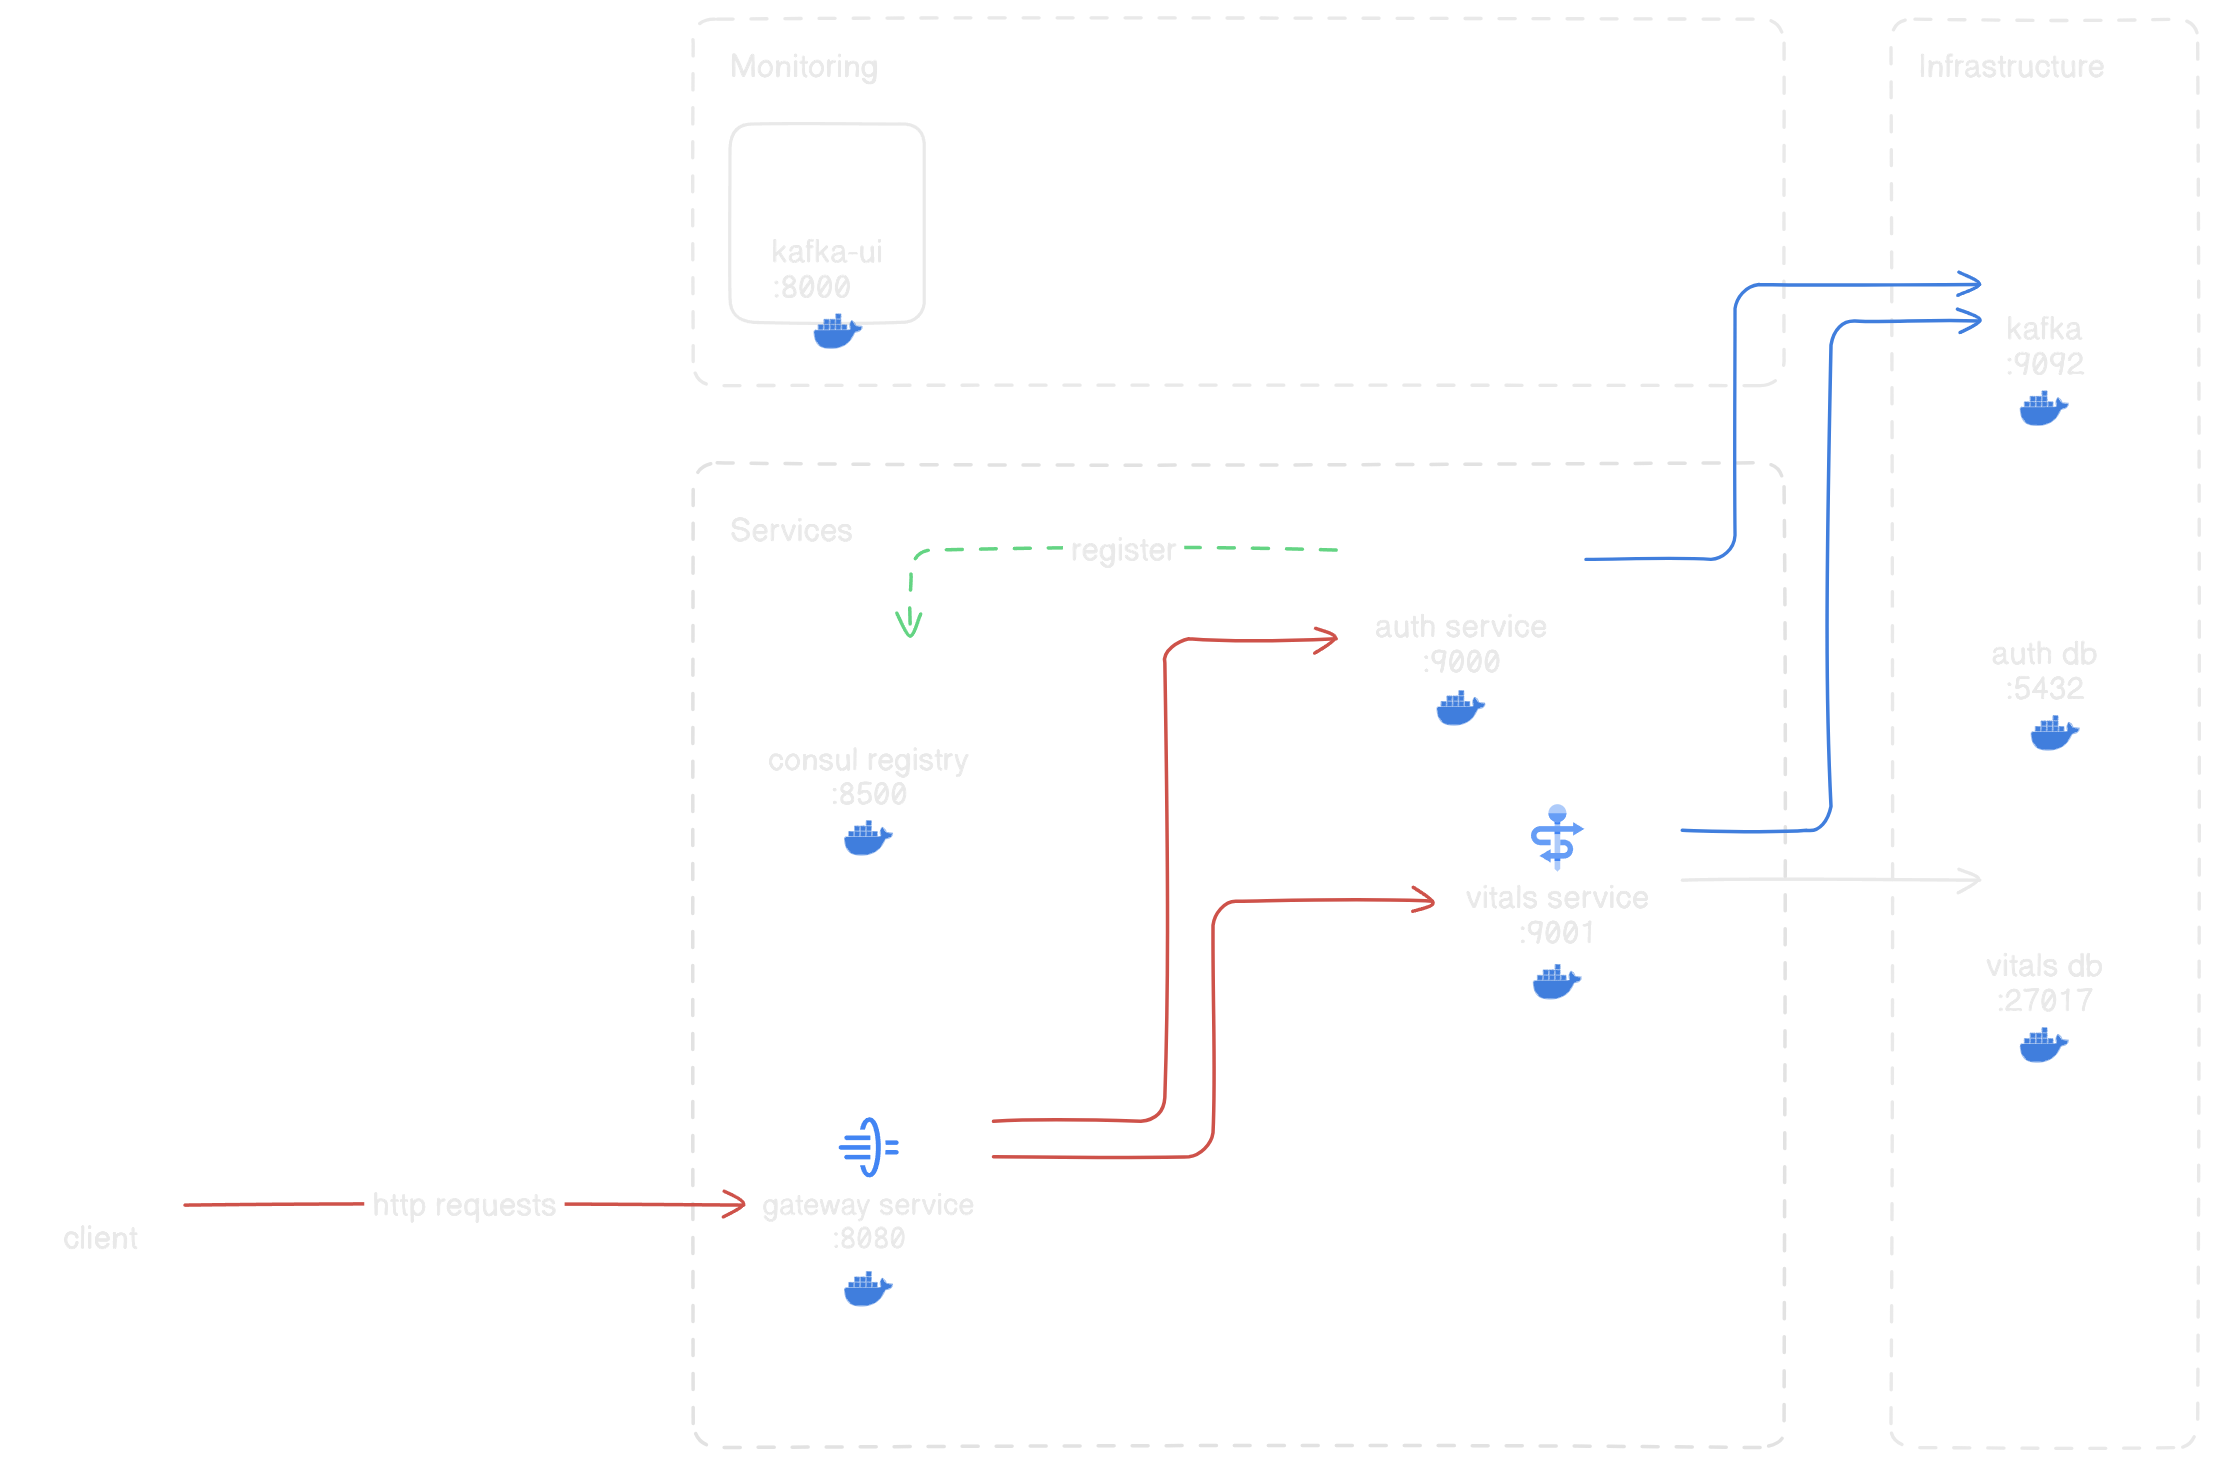 Monitoring
kafka-ui
:8000
Infrastructure
kafka
:9092
auth db
:5432
vitals db
:27017
Services
register
auth service
:9000
consul registry
:8500
vitals service
:9001
gateway service
:8080
http requests
client